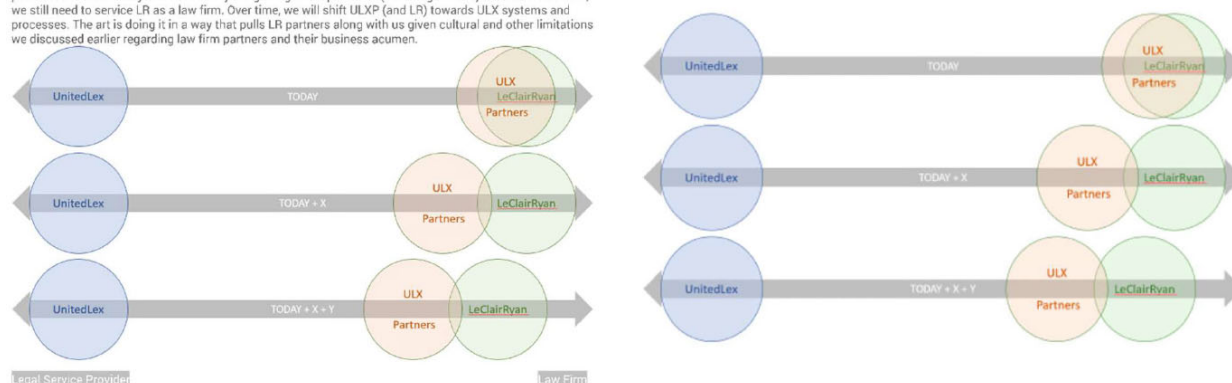 we still need to service LR as a law firm. Over time, we will shift ULXP (and LR) towards ULX systems and
processes. The art is doing it in a way that pulls LR partners along with us given cultural and other limitations
we discussed earlier regarding law firm partners and their business acumen.
UnitedLex
TODAY
ULX
LeClairRyan
Partners
UnitedLex
TODAY + X
ULX
Partners
LeClairRyan
UnitedLex
TODAY + X + Y
ULX
Partners
LeClairRyan
Legal Service Provider
Law Firm
UnitedLex
TODAY
ULX
LeClairRyan
Partners
UnitedLex
TODAY + X
ULX
Partners
LeClairRyan
UnitedLex
TODAY + X + Y
ULX
Partners
LeClairRyan